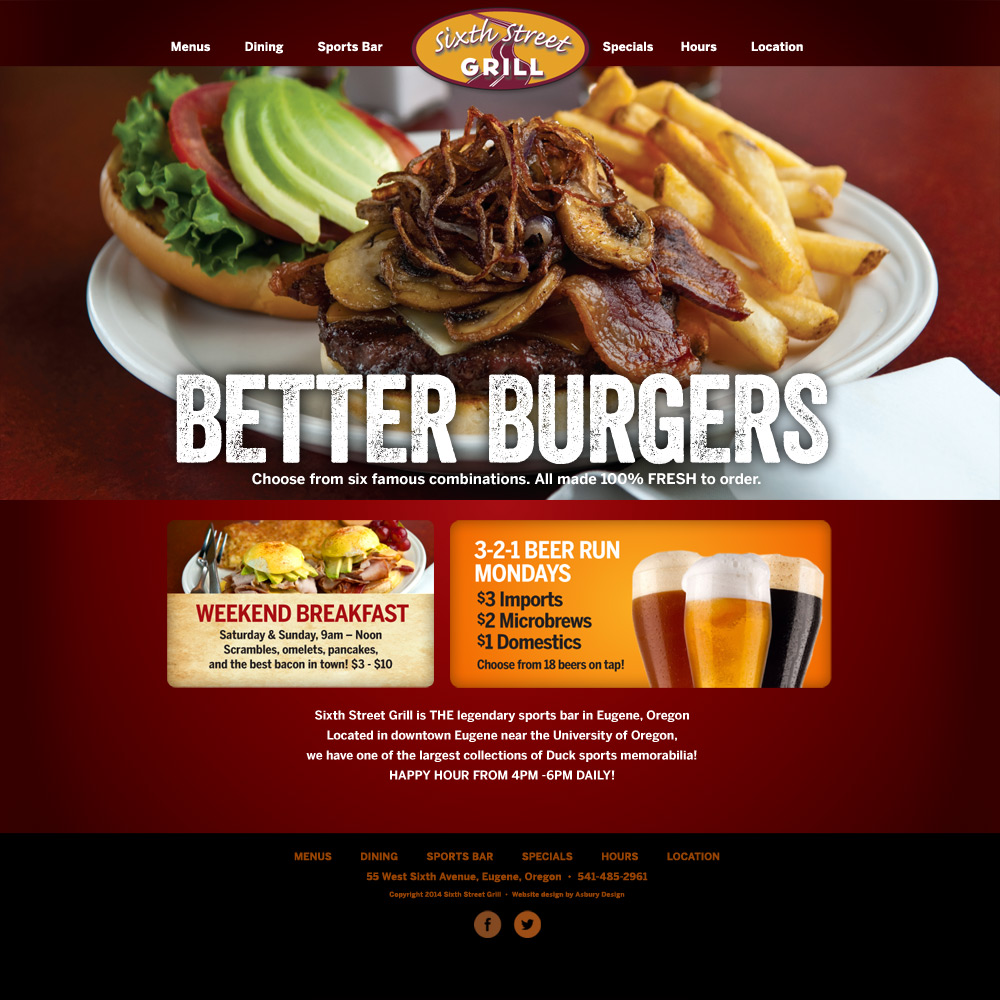 Menus Dining Sports Bar Sixth Street GRILL Specials Hours Location
BETTER BURGERS
Choose from six famous combinations. All made 100% FRESH to order.
WEEKEND BREAKFAST
Saturday & Sunday, 9am – Noon
Scrambles, omelets, pancakes,
and the best bacon in town! $3 - $10
3-2-1 BEER RUN
MONDAYS
$3 Imports
$2 Microbrews
$1 Domestics
Choose from 18 beers on tap!
Sixth Street Grill is THE legendary sports bar in Eugene, Oregon
Located in downtown Eugene near the University of Oregon,
we have one of the largest collections of Duck sports memorabilia!
HAPPY HOUR FROM 4PM -6PM DAILY!
MENUS DINING SPORTS BAR SPECIALS HOURS LOCATION
55 West Sixth Avenue, Eugene, Oregon • 541-485-2961
Copyright 2014 Sixth Street Grill • Website design by Asbury Design